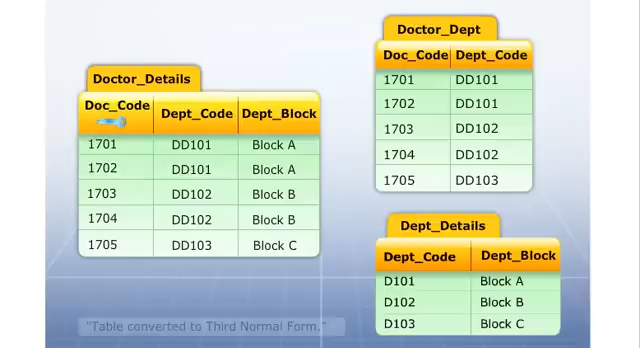 Doctor_Details
Doc_Code Dept_Code Dept_Block
1701 DD101 Block A
1702 DD101 Block A
1703 DD102 Block B
1704 DD102 Block B
1705 DD103 Block C
Doctor_Dept
Doc_Code Dept_Code
1701 DD101
1702 DD101
1703 DD102
1704 DD102
1705 DD103
Dept_Details
Dept_Code Dept_Block
D101 Block A
D102 Block B
D103 Block C
"Table converted to Third Normal Form."